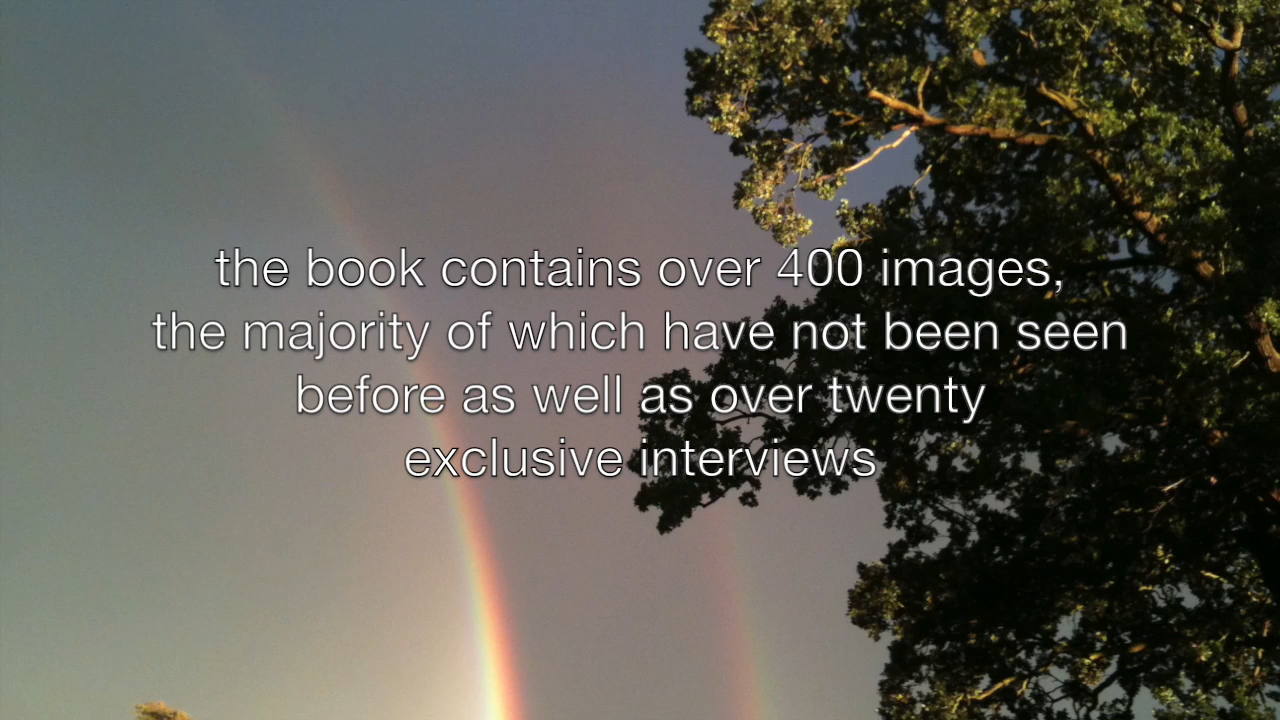 the book contains over 400 images,
the majority of which have not been seen
before as well as over twenty
exclusive interviews